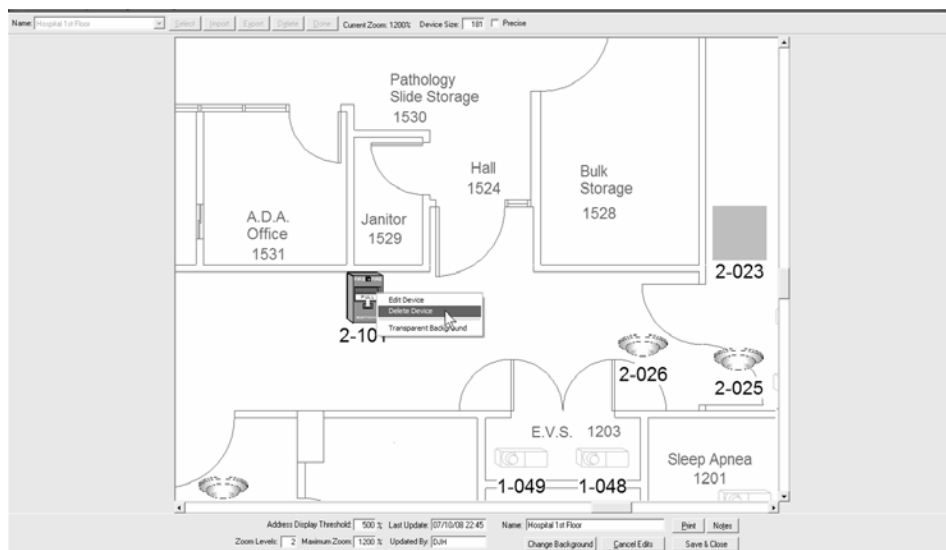 Name: Hospital 1st Floor Select Import Export Delete Done Current Zoom: 1200% Device Size: 181 Precise
Pathology
Slide Storage
1530
Hall
1524
Bulk
Storage
1528
A.D.A.
Office
1531
Janitor
1529
2-023
PULL
Edit Device
Delete Device
Transparent Background
2-101
2-026
2-025
E.V.S. 1203
1-049
1-048
Sleep Apnea
1201
Address Display Threshold: 500 % Last Update: 07/10/08 22:45 Name: Hospital 1st Floor Print Notes
Zoom Levels: 2 Maximum Zoom: 1200 % Updated By: DJH Change Background Cancel Edits Save & Close